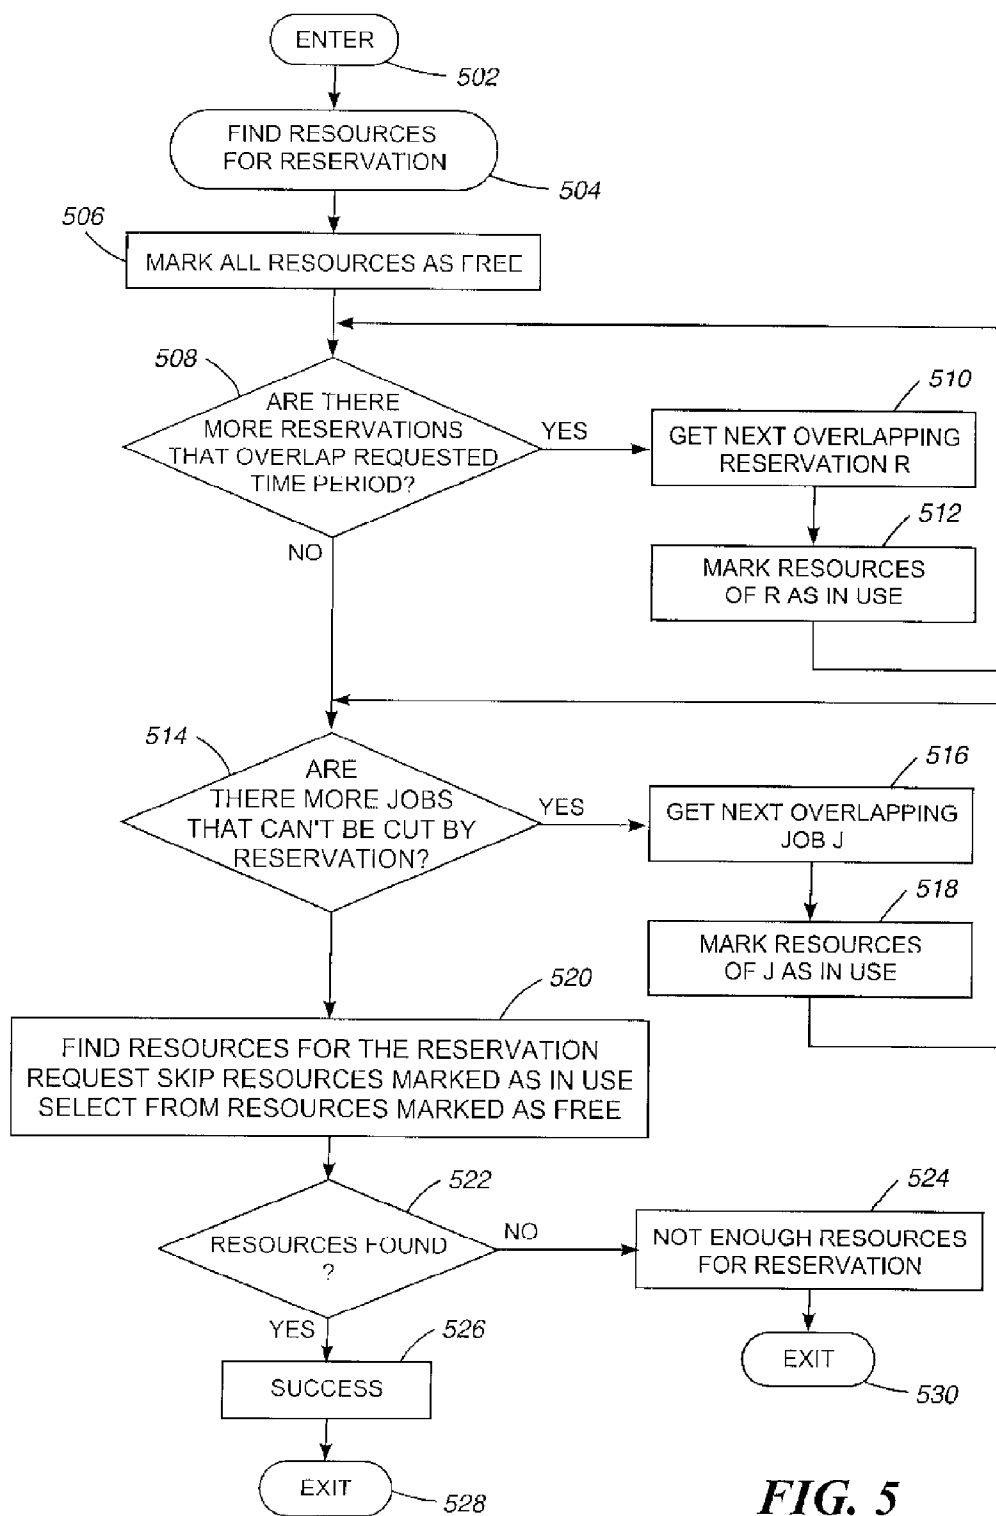 ENTER
502
FIND RESOURCES
FOR RESERVATION
504
506
MARK ALL RESOURCES AS FREE
508
ARE THERE
MORE RESERVATIONS
THAT OVERLAP REQUESTED
TIME PERIOD?
YES
NO
510
GET NEXT OVERLAPPING
RESERVATION R
512
MARK RESOURCES
OF R AS IN USE
514
ARE
THERE MORE JOBS
THAT CAN'T BE CUT BY
RESERVATION?
YES
516
GET NEXT OVERLAPPING
JOB J
518
MARK RESOURCES
OF J AS IN USE
520
FIND RESOURCES FOR THE RESERVATION
REQUEST SKIP RESOURCES MARKED AS IN USE
SELECT FROM RESOURCES MARKED AS FREE
522
RESOURCES FOUND
?
NO
YES
524
NOT ENOUGH RESOURCES
FOR RESERVATION
526
SUCCESS
EXIT
530
EXIT
528
FIG. 5